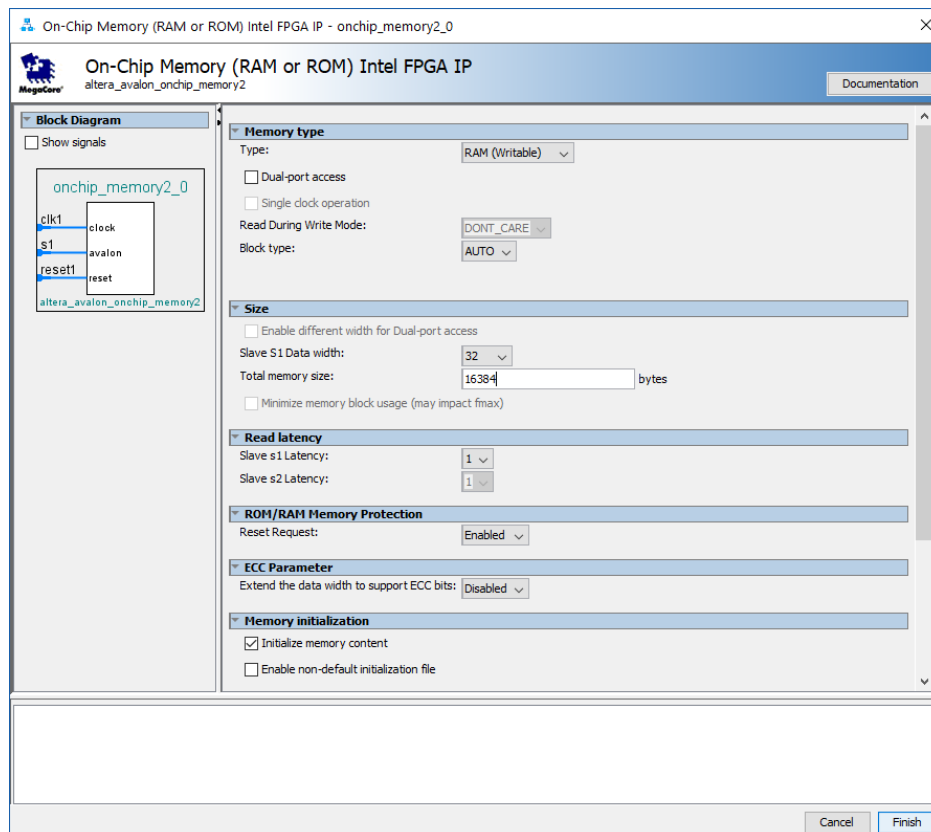 On-Chip Memory (RAM or ROM) Intel FPGA IP - onchip_memory2_0
MegaCore®
On-Chip Memory (RAM or ROM) Intel FPGA IP
altera_avalon_onchip_memory2
Documentation
Block Diagram
Show signals
onchip_memory2_0
clk1
clock
s1
avalon
reset1
reset
altera_avalon_onchip_memory2
Memory type
Type: RAM (Writable)
Dual-port access
Single clock operation
Read During Write Mode: DONT_CARE
Block type: AUTO
Size
Enable different width for Dual-port access
Slave S1 Data width: 32
Total memory size: 16384 bytes
Minimize memory block usage (may impact fmax)
Read latency
Slave s1 Latency: 1
Slave s2 Latency: 1
ROM/RAM Memory Protection
Reset Request: Enabled
ECC Parameter
Extend the data width to support ECC bits: Disabled
Memory initialization
Initialize memory content
Enable non-default initialization file
Cancel Finish